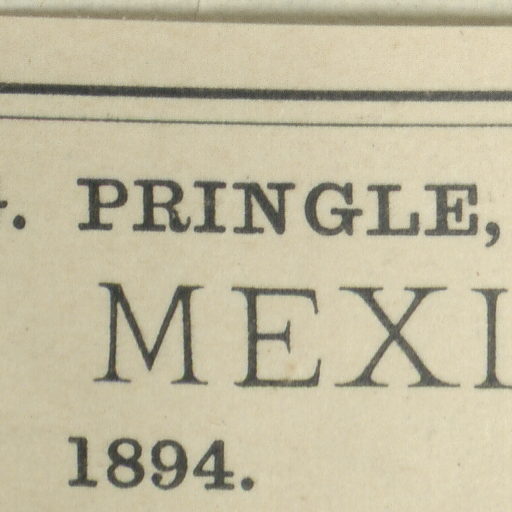 . PRINGLE,
MEXI
1894.